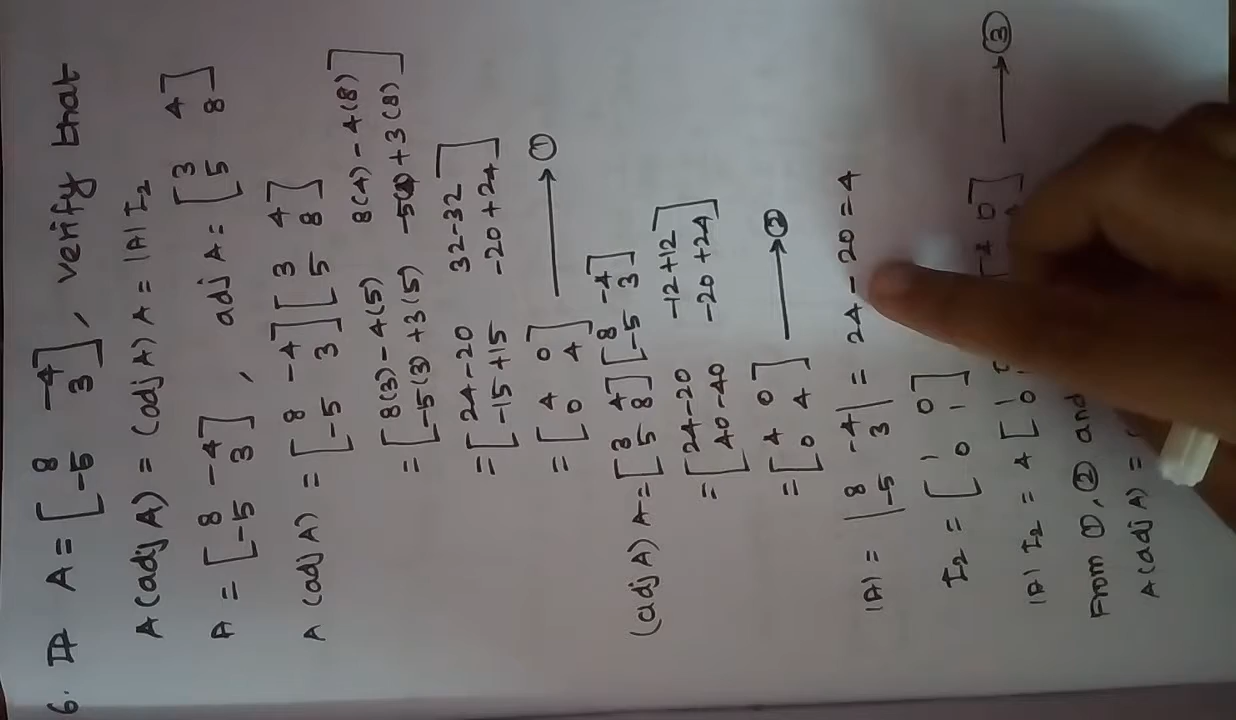 6. If A = [8 -4 -5 3], verify that
A (adj A) = (adj A) A = |A| I₂
A = [8 -4 -5 3], adj A = [3 4 5 8]
A (adj A) = [8 -4 -5 3] [3 4 5 8]
= [8(3) - 4(5) 8(4) - 4(8)
-5(3) + 3(5) -5(4) + 3(8)]
= [24 - 20 32 - 32
-15 + 15 -20 + 24]
= [4 0 0 4] → ①
(adj A) A = [3 4 5 8] [8 -4 -5 3]
= [24 - 20 -12 + 12
40 - 40 -20 + 24]
= [4 0 0 4] → ②
|A| = |8 -4 -5 3| = 24 - 20 = 4
I₂ = [1 0 0 1]
|A| I₂ = 4 [1 0 → ③
From ①, ② and
A (adj A) =